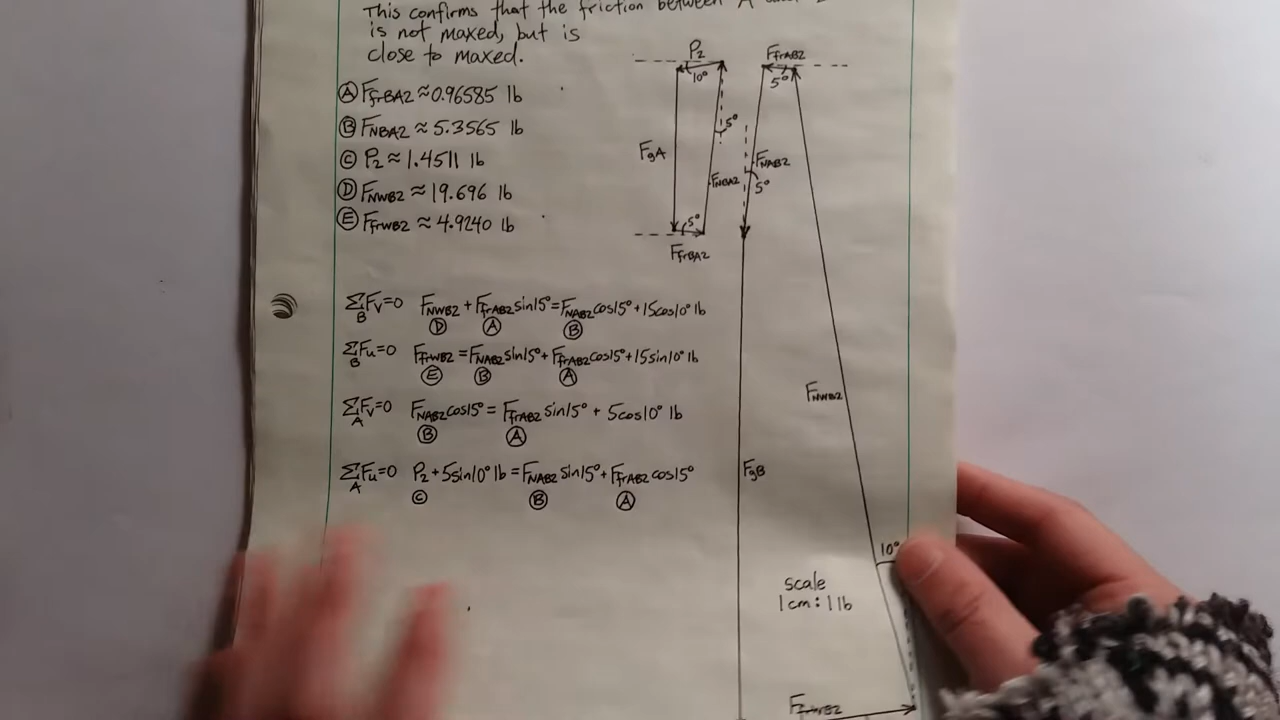 This confirms that the friction between A
is not maxed, but is
close to maxed.
Ⓐ FfrBA2 ≈ 0.96585 lb
Ⓑ FNBA2 ≈ 5.3565 lb
Ⓒ P2 ≈ 1.4511 lb
Ⓓ FNWB2 ≈ 19.696 lb
Ⓔ FfrWB2 ≈ 4.9240 lb
ΣB Fv=0 FNWB2 + FfrAB2 sin15° = FNAB2 cos15° + 15cos10° lb
Ⓓ Ⓐ Ⓑ
ΣB Fu=0 FfrWB2 = FNAB2 sin15° + FfrAB2 cos15° + 15sin10° lb
Ⓔ Ⓑ Ⓐ
ΣA Fv=0 FNAB2 cos15° = FfrAB2 sin15° + 5cos10° lb
Ⓑ Ⓐ
ΣA Fu=0 P2 + 5sin10° lb = FNAB2 sin15° + FfrAB2 cos15°
Ⓒ Ⓑ Ⓐ
P2
10°
5°
FgA
FNBA2
5°
FfrBA2
FfrAB2
5°
FNAB2
5°
FNWB2
FgB
10°
scale
1cm : 1 lb
FfrWB2